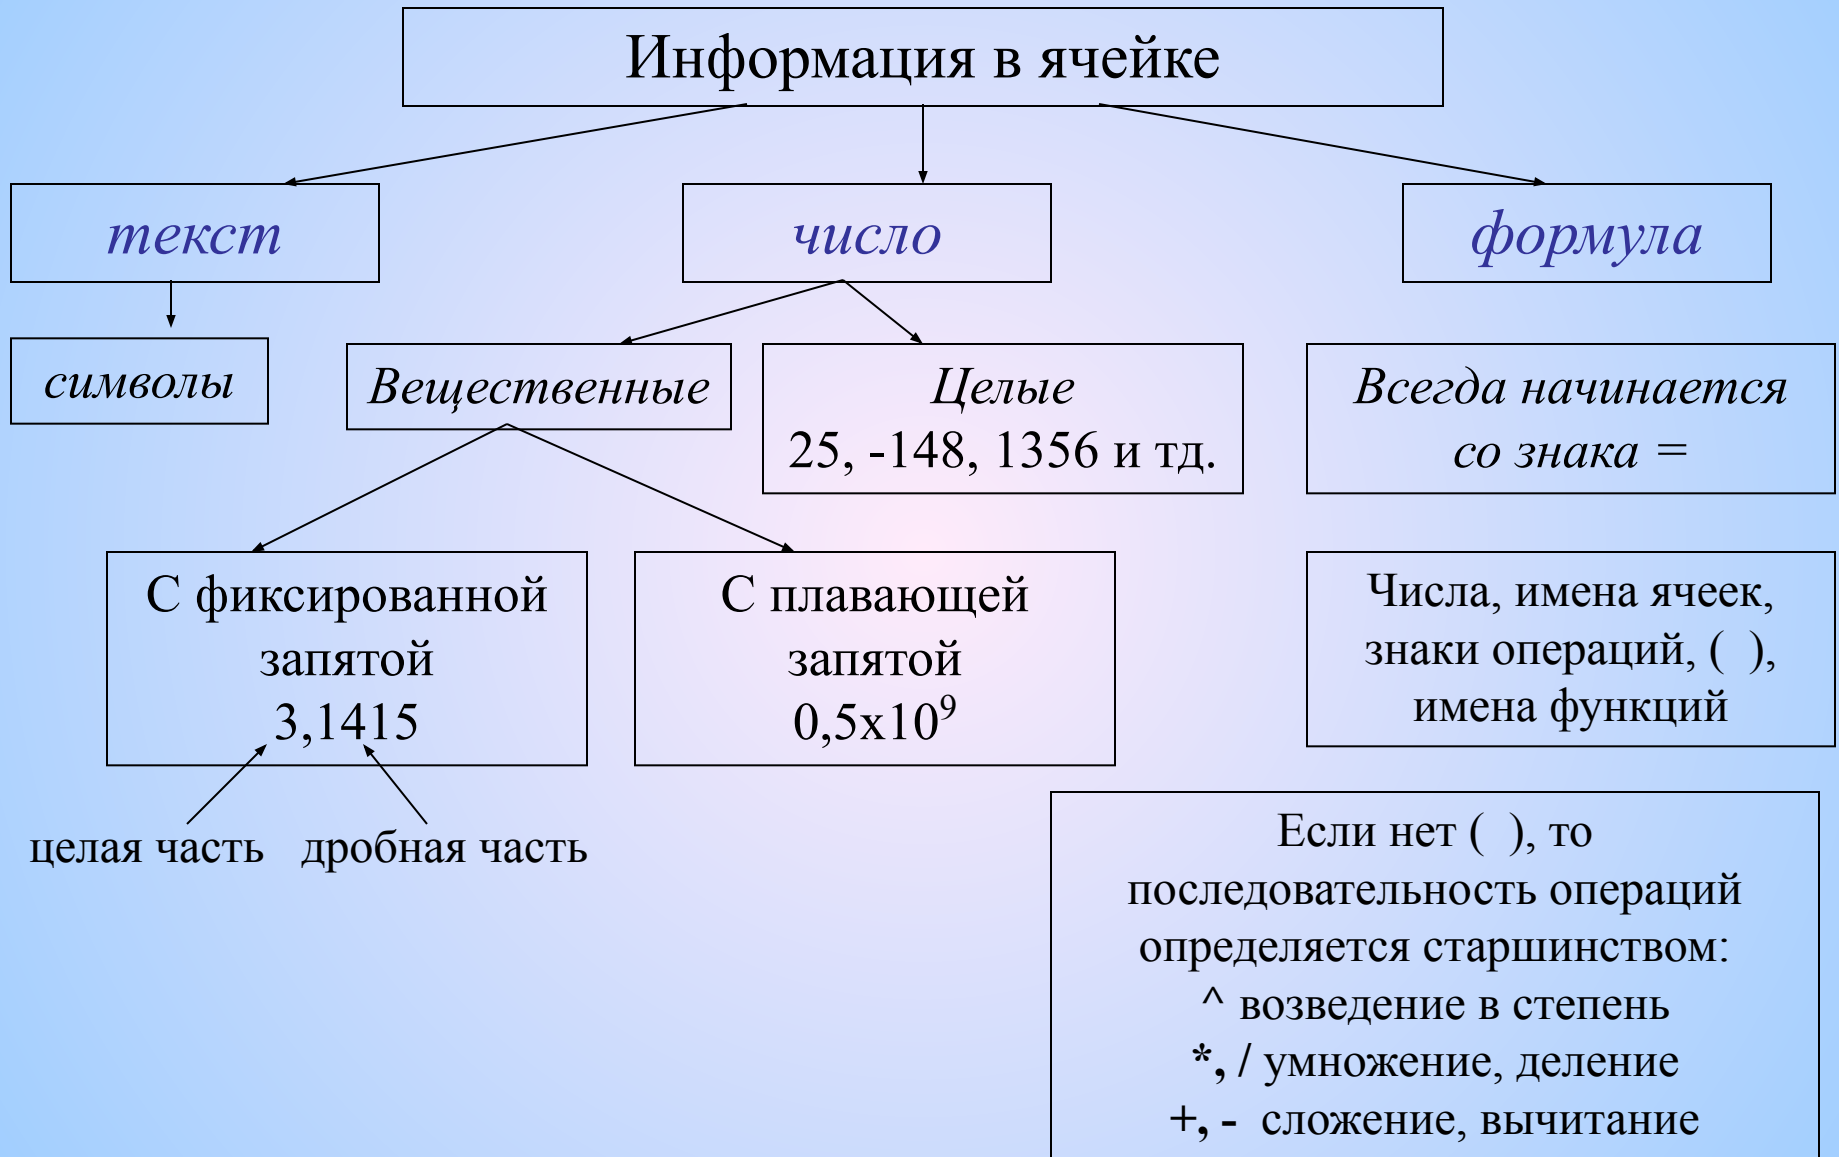 Информация в ячейке
текст
число
формула
символы
Вещественные
Целые
25, -148, 1356 и тд.
Всегда начинается
со знака =
С фиксированной
запятой
3,1415
С плавающей
запятой
0,5x10⁹
Числа, имена ячеек,
знаки операций, (  ),
имена функций
целая часть
дробная часть
Если нет (  ), то
последовательность операций
определяется старшинством:
^ возведение в степень
*, / умножение, деление
+, - сложение, вычитание